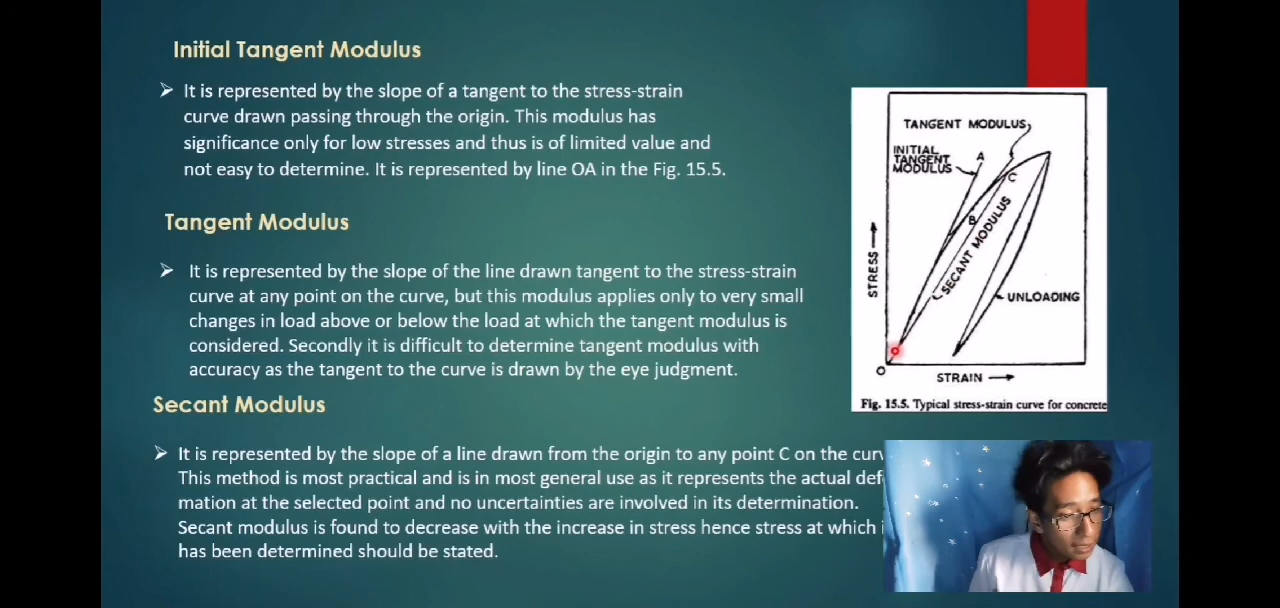 Initial Tangent Modulus
It is represented by the slope of a tangent to the stress-strain
curve drawn passing through the origin. This modulus has
significance only for low stresses and thus is of limited value and
not easy to determine. It is represented by line OA in the Fig. 15.5.
Tangent Modulus
It is represented by the slope of the line drawn tangent to the stress-strain
curve at any point on the curve, but this modulus applies only to very small
changes in load above or below the load at which the tangent modulus is
considered. Secondly it is difficult to determine tangent modulus with
accuracy as the tangent to the curve is drawn by the eye judgment.
Secant Modulus
It is represented by the slope of a line drawn from the origin to any point C on the
This method is most practical and is in most general use as it represents the actual
mation at the selected point and no uncertainties are involved in its determination.
Secant modulus is found to decrease with the increase in stress hence stress at which
has been determined should be stated.
TANGENT MODULUS
INITIAL
TANGENT
MODULUS
A
C
B
SECANT MODULUS
STRESS
UNLOADING
O
STRAIN
Fig. 15.5. Typical stress-strain curve for concrete